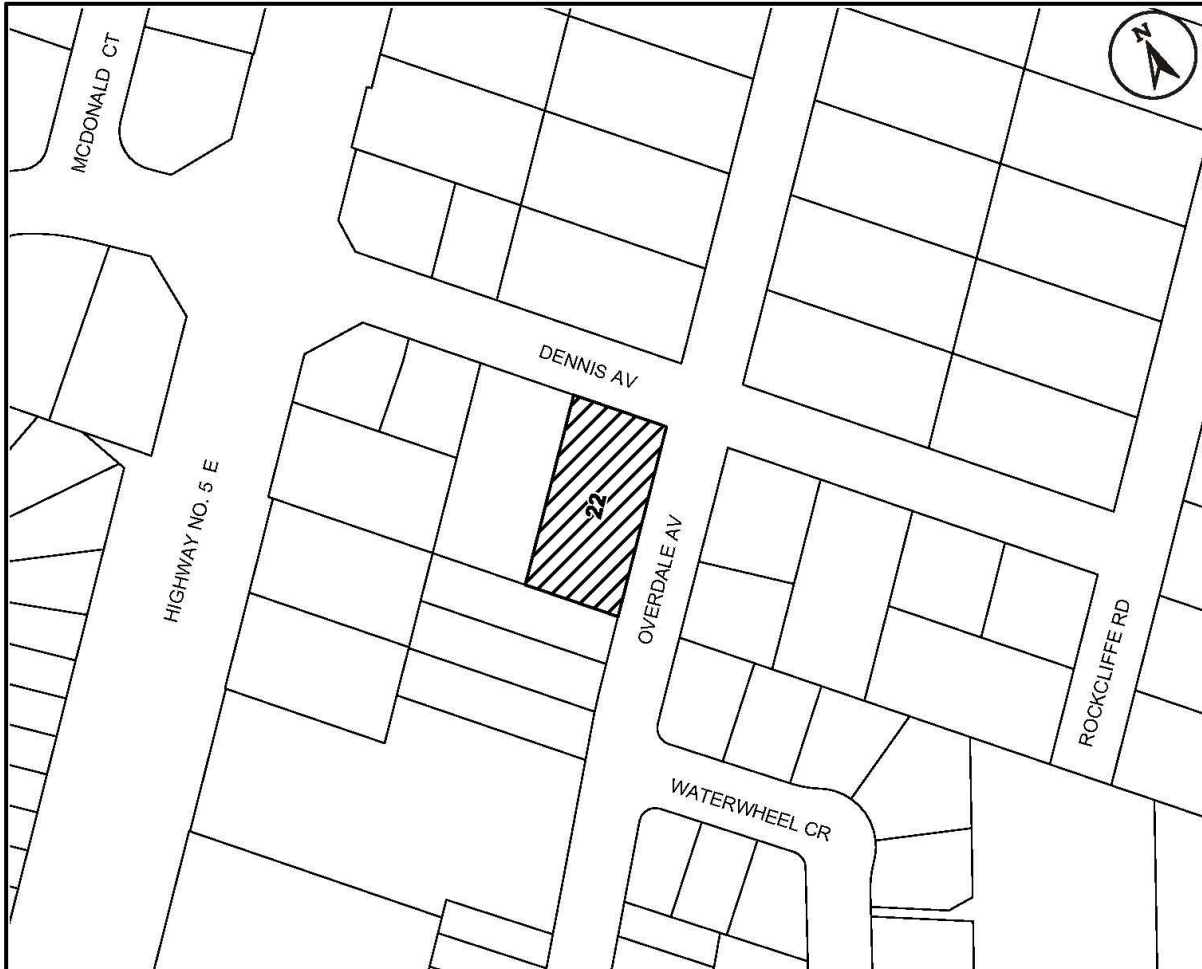 MCDONALD CT
N
DENNIS AV
HIGHWAY NO. 5 E
22
OVERDALE AV
ROCKCLIFFE RD
WATERWHEEL CR